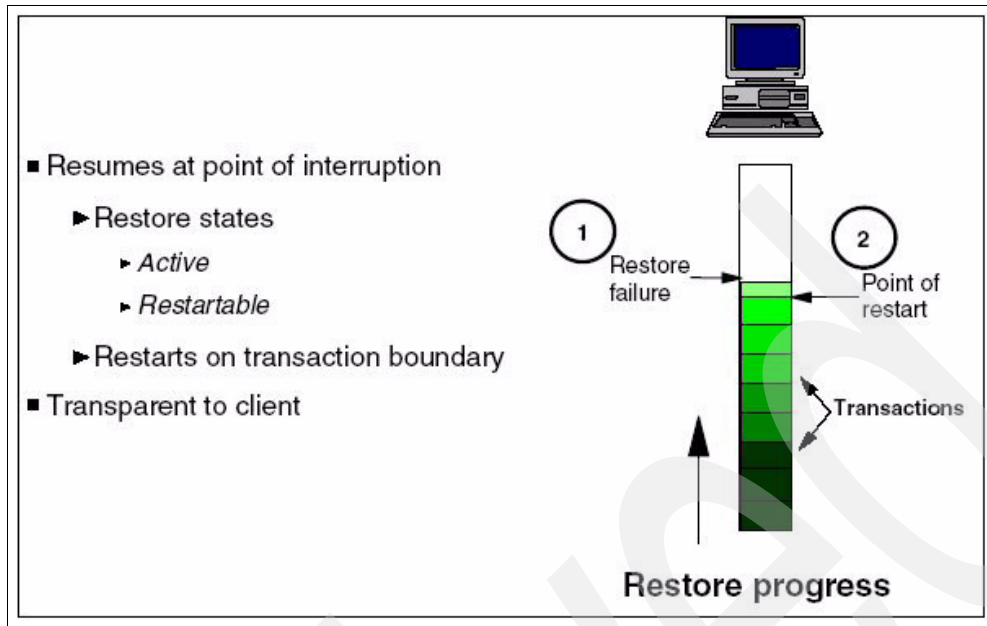 ■ Resumes at point of interruption
► Restore states
► Active
► Restartable
► Restarts on transaction boundary
■ Transparent to client
1
Restore
failure
2
Point of
restart
Transactions
Restore progress